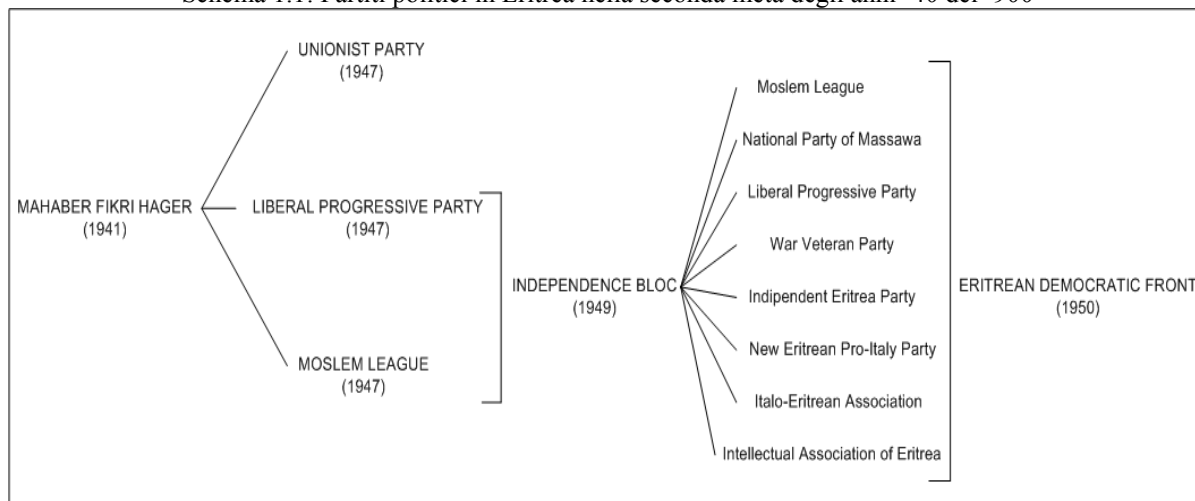 Schema 1.1. Partiti politici in Eritrea nella seconda metà degli anni '40 del '900
UNIONIST PARTY
(1947)
MAHABER FIKRI HAGER
(1941)
LIBERAL PROGRESSIVE PARTY
(1947)
MOSLEM LEAGUE
(1947)
INDEPENDENCE BLOC
(1949)
Moslem League
National Party of Massawa
Liberal Progressive Party
War Veteran Party
Indipendent Eritrea Party
New Eritrean Pro-Italy Party
Italo-Eritrean Association
Intellectual Association of Eritrea
ERITREAN DEMOCRATIC FRONT
(1950)